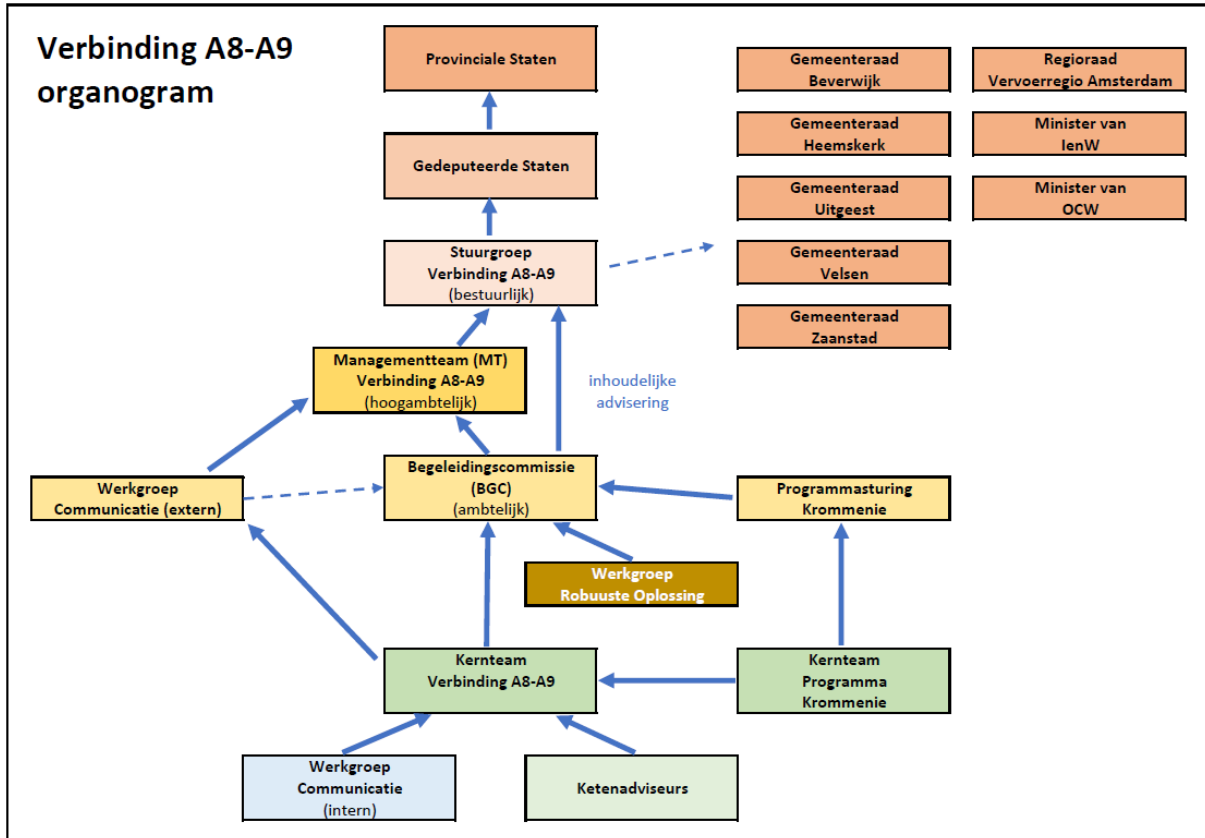 Verbinding A8-A9
organogram
Provinciale Staten
Gemeenteraad
Beverwijk
Regioraad
Vervoerregio Amsterdam
Gemeenteraad
Heemskerk
Minister van
IenW
Gedeputeerde Staten
Gemeenteraad
Uitgeest
Minister van
OCW
Stuurgroep
Verbinding A8-A9
(bestuurlijk)
Gemeenteraad
Velsen
Gemeenteraad
Zaanstad
Managementteam (MT)
Verbinding A8-A9
(hoogambtelijk)
inhoudelijke
advisering
Werkgroep
Communicatie (extern)
Begeleidingscommissie
(BGC)
(ambtelijk)
Programmasturing
Krommenie
Werkgroep
Robuuste Oplossing
Kernteam
Verbinding A8-A9
Kernteam
Programma
Krommenie
Werkgroep
Communicatie
(intern)
Ketenadviseurs